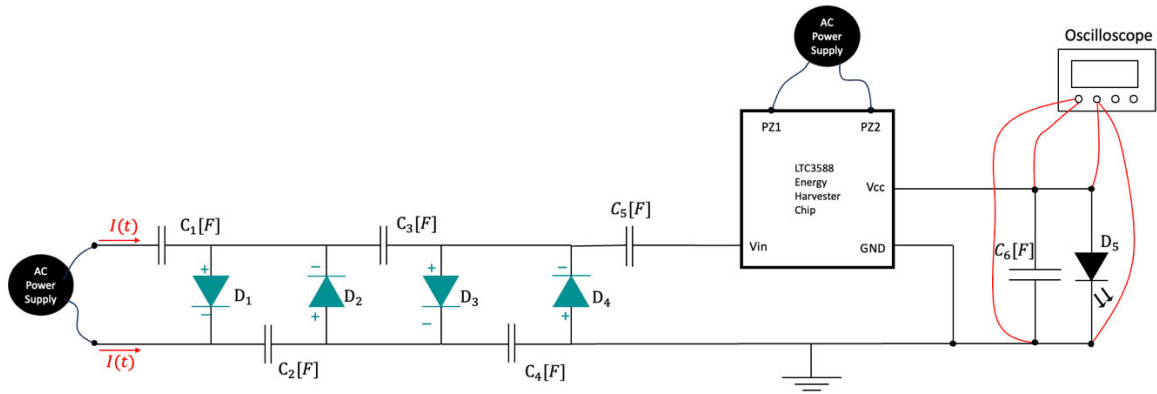 AC
Power
Supply
Oscilloscope
PZ1
PZ2
LTC3588
Energy
Harvester
Chip
Vcc
Vin
GND
I(t)
C₁[F]
C₃[F]
C₅[F]
AC
Power
Supply
+
D₁
−
−
D₂
+
+
D₃
−
−
D₄
+
C₆[F]
D₅
I(t)
C₂[F]
C₄[F]